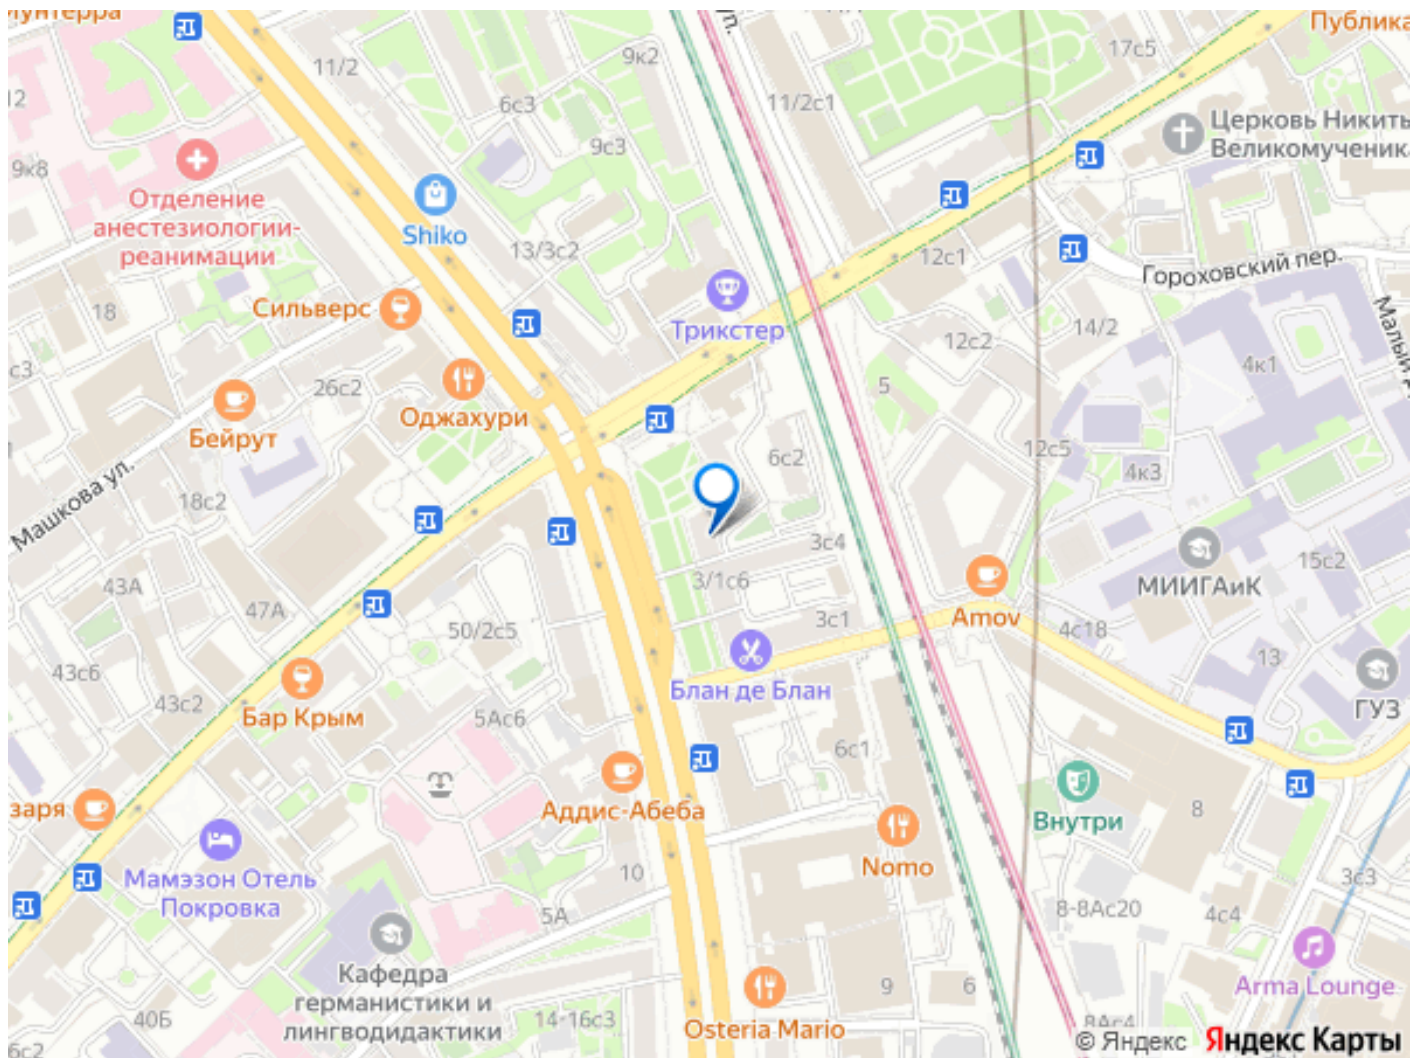 Публика
17с5
9к2
11/2
12
6с3
11/2с1
Церковь Никиты
Великомученика
9с3
9к8
Отделение
анестезиологии-
реанимации
Shiko
13/3с2
12с1
Гороховский пер.
18
Сильверс
Трикстер
14/2
12с2
Малый
с3
26с2
Оджахури
5
4к1
Бейрут
12с5
6с2
4к3
Машкова ул.
18с2
3с4
15с2
МИИГАиК
43А
3/1с6
47А
Amov
3с1
50/2с5
4с18
13
43с6
Блан де Блан
ГУЗ
43с2
Бар Крым
5Ас6
6с1
заря
Аддис-Абеба
Внутри
8
Nomo
Мамэзон Отель
Покровка
10
3с3
5А
8-8Ас20
4с4
Кафедра
германистики и
лингводидактики
Arma Lounge
9
6
40Б
14-16с3
Osteria Mario
8Ас4
6с2
© Яндекс
Яндекс Карты